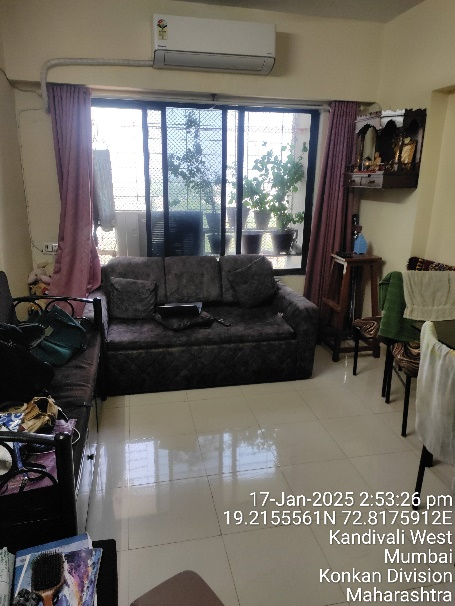 17-Jan-2025 2:53:26 pm
19.2155561N 72.8175912E
Kandivali West
Mumbai
Konkan Division
Maharashtra